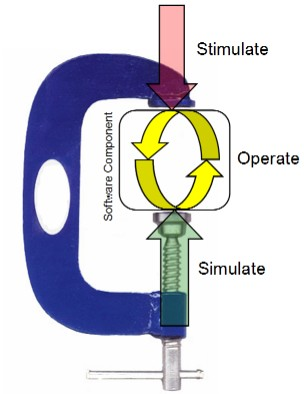 Stimulate
Software Component
Operate
Simulate